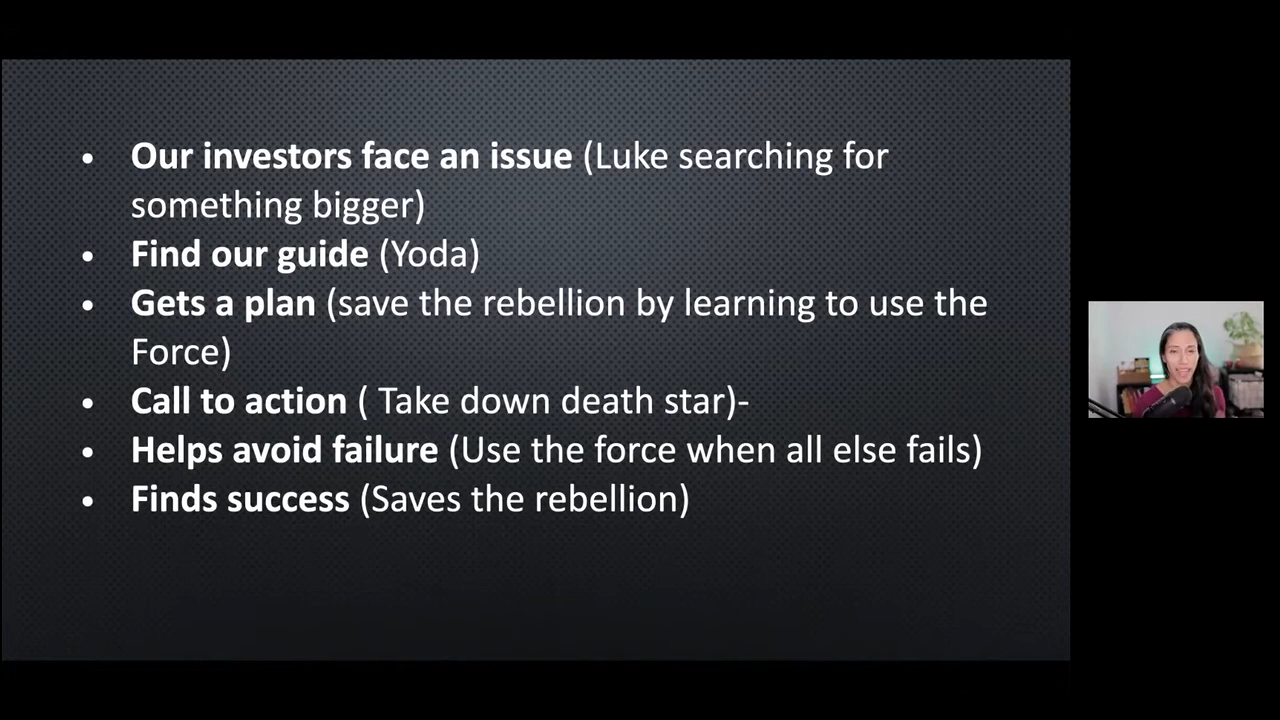 • Our investors face an issue (Luke searching for
something bigger)
• Find our guide (Yoda)
• Gets a plan (save the rebellion by learning to use the
Force)
• Call to action ( Take down death star)-
• Helps avoid failure (Use the force when all else fails)
• Finds success (Saves the rebellion)